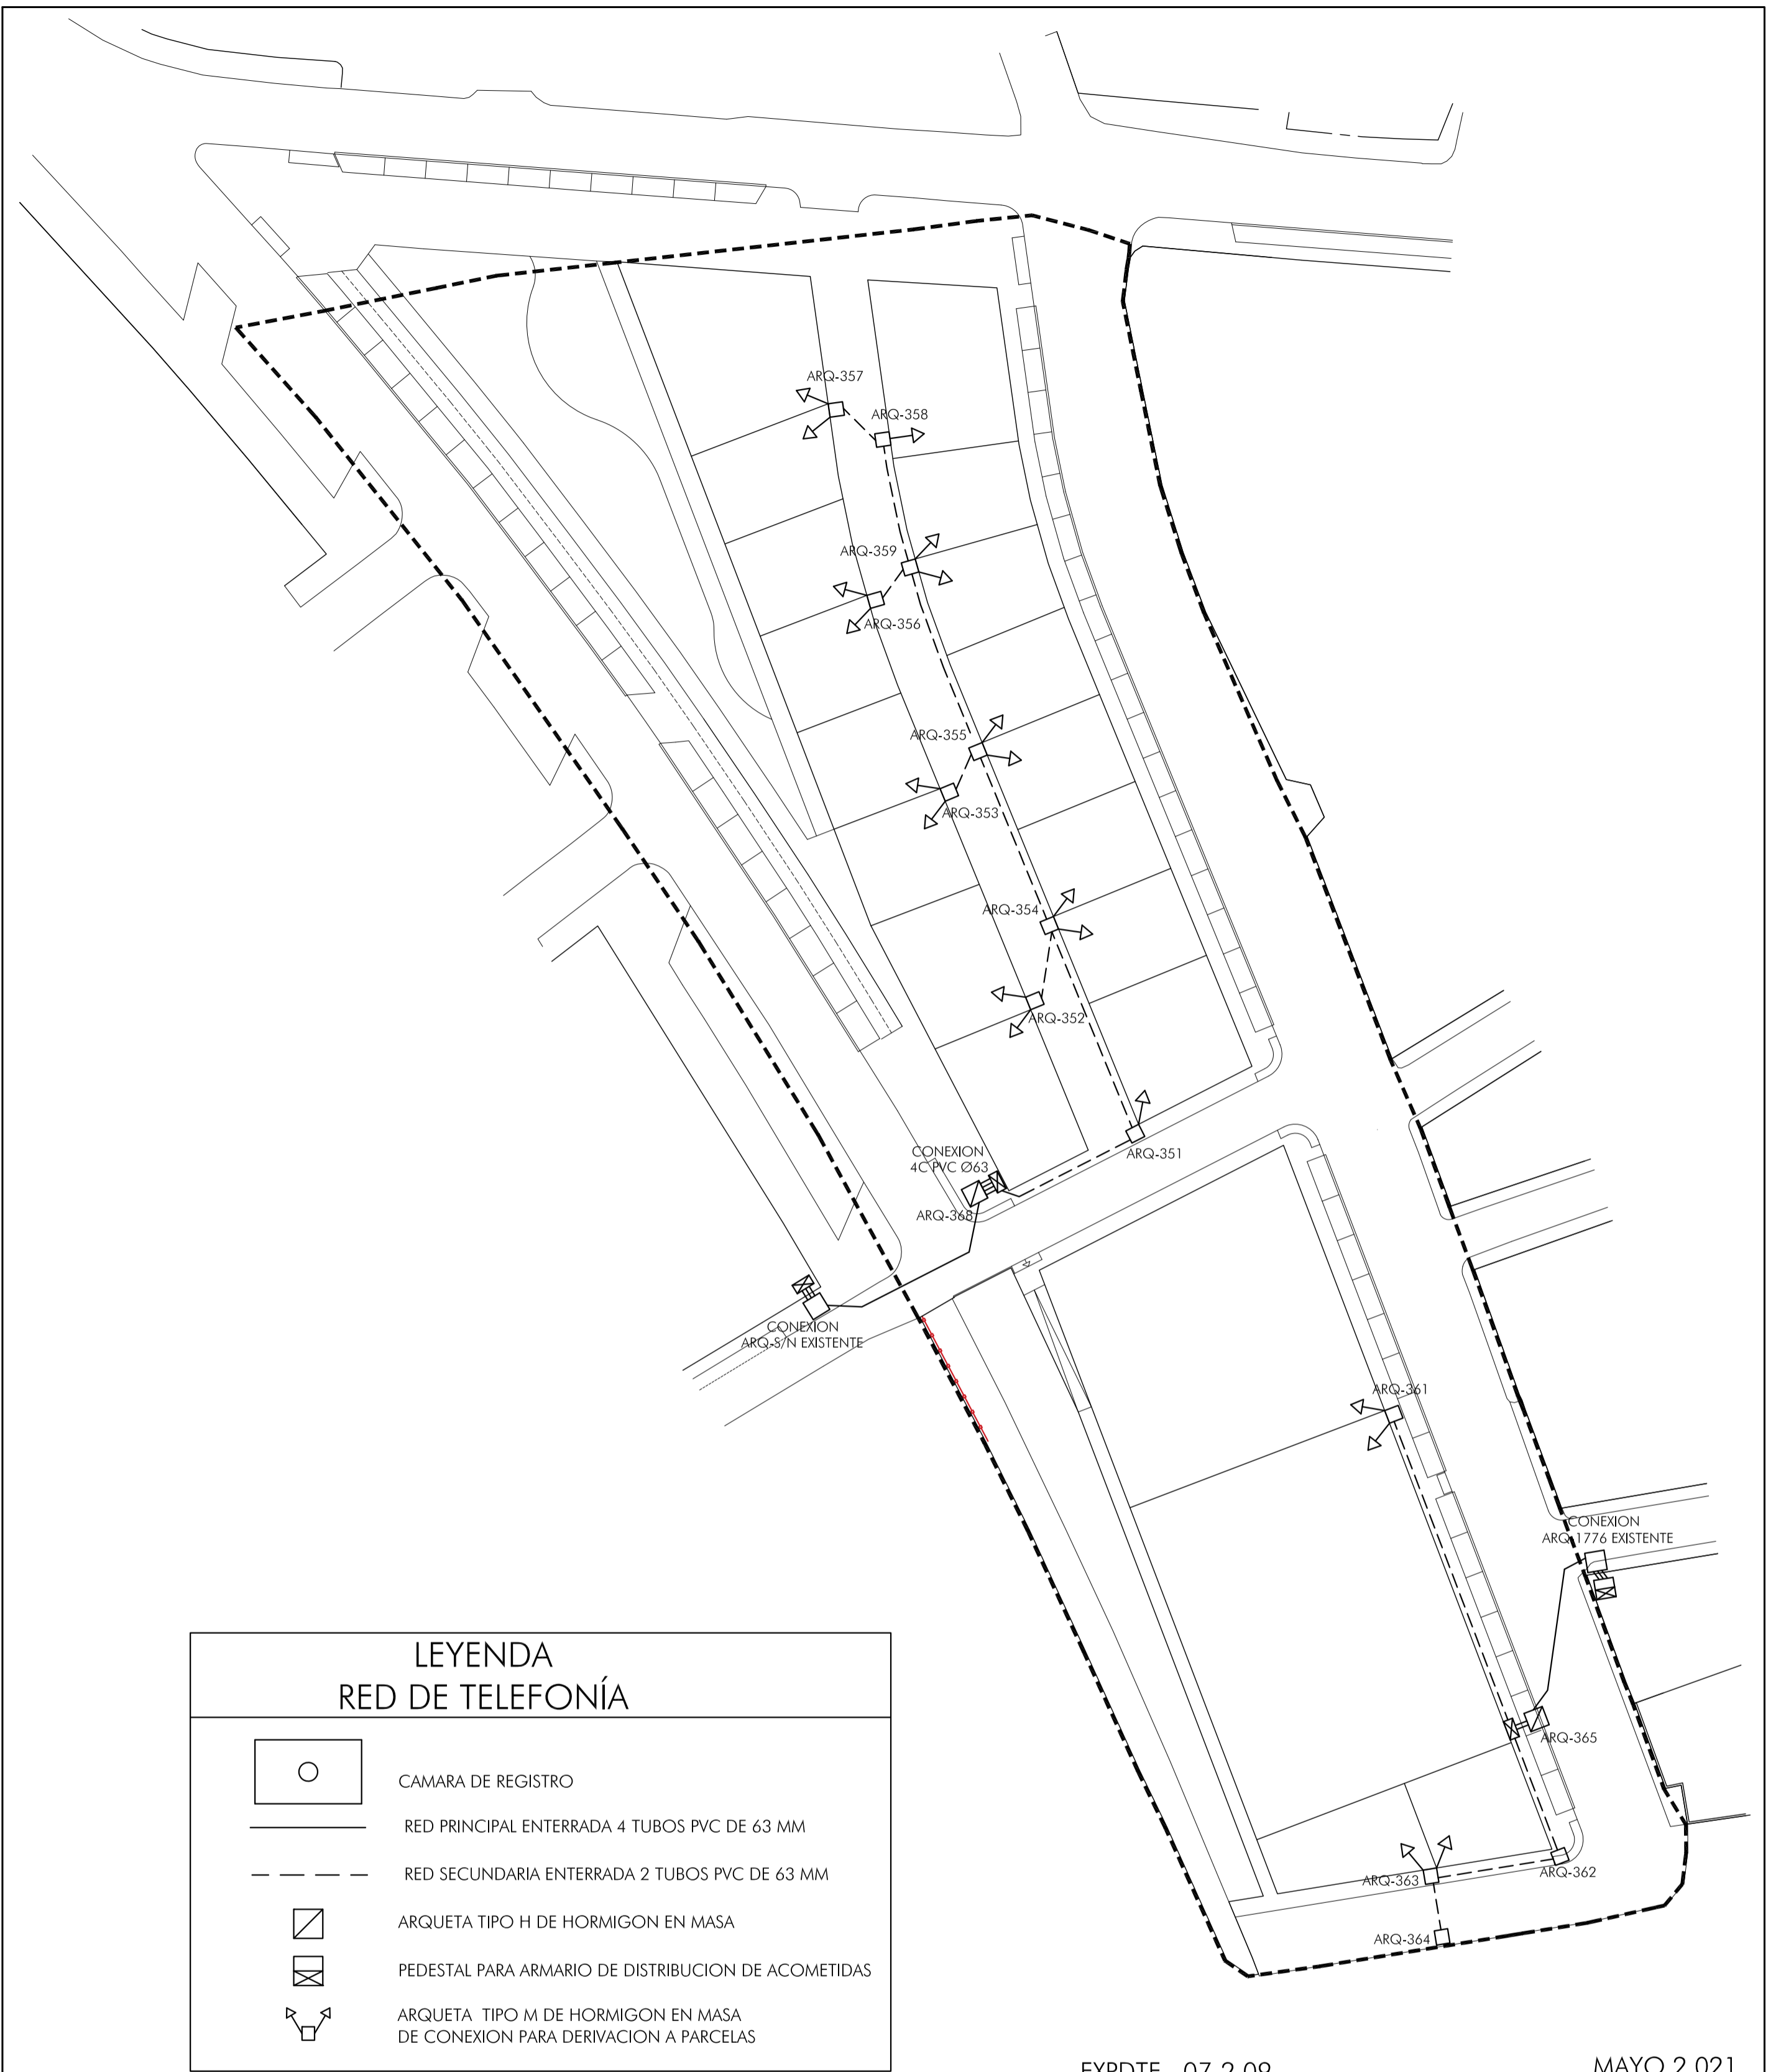 ARQ-357
ARQ-358
ARQ-359
ARQ-356
ARQ-355
ARQ-353
ARQ-354
ARQ-352
ARQ-351
CONEXION
4C PVC Ø63
ARQ-368
CONEXION
ARQ-S/N EXISTENTE
ARQ-361
CONEXION
ARQ-1776 EXISTENTE
ARQ-365
ARQ-362
ARQ-363
ARQ-364
LEYENDA
RED DE TELEFONÍA
CAMARA DE REGISTRO
RED PRINCIPAL ENTERRADA 4 TUBOS PVC DE 63 MM
RED SECUNDARIA ENTERRADA 2 TUBOS PVC DE 63 MM
ARQUETA TIPO H DE HORMIGON EN MASA
PEDESTAL PARA ARMARIO DE DISTRIBUCION DE ACOMETIDAS
ARQUETA TIPO M DE HORMIGON EN MASA
DE CONEXION PARA DERIVACION A PARCELAS
MAYO 2.021